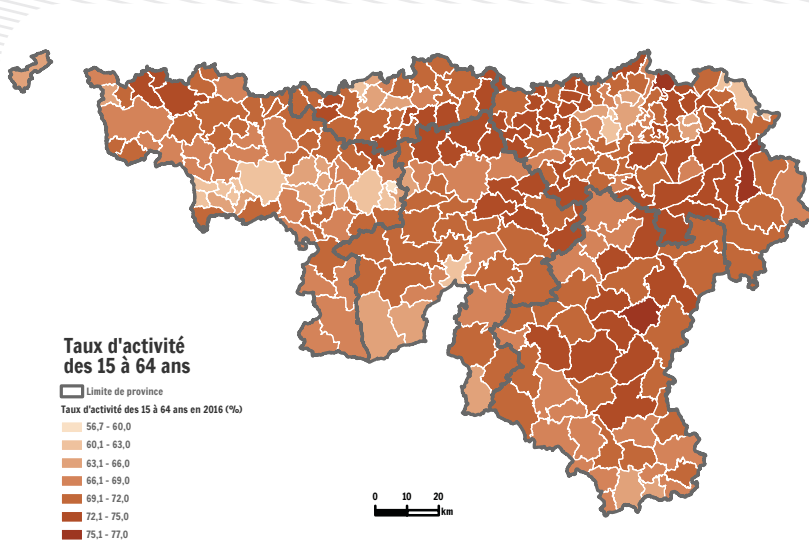 Taux d'activité
des 15 à 64 ans
Limite de province
Taux d'activité des 15 à 64 ans en 2016 (%)
56,7 - 60,0
60,1 - 63,0
63,1 - 66,0
66,1 - 69,0
69,1 - 72,0
72,1 - 75,0
75,1 - 77,0
0 10 20
km